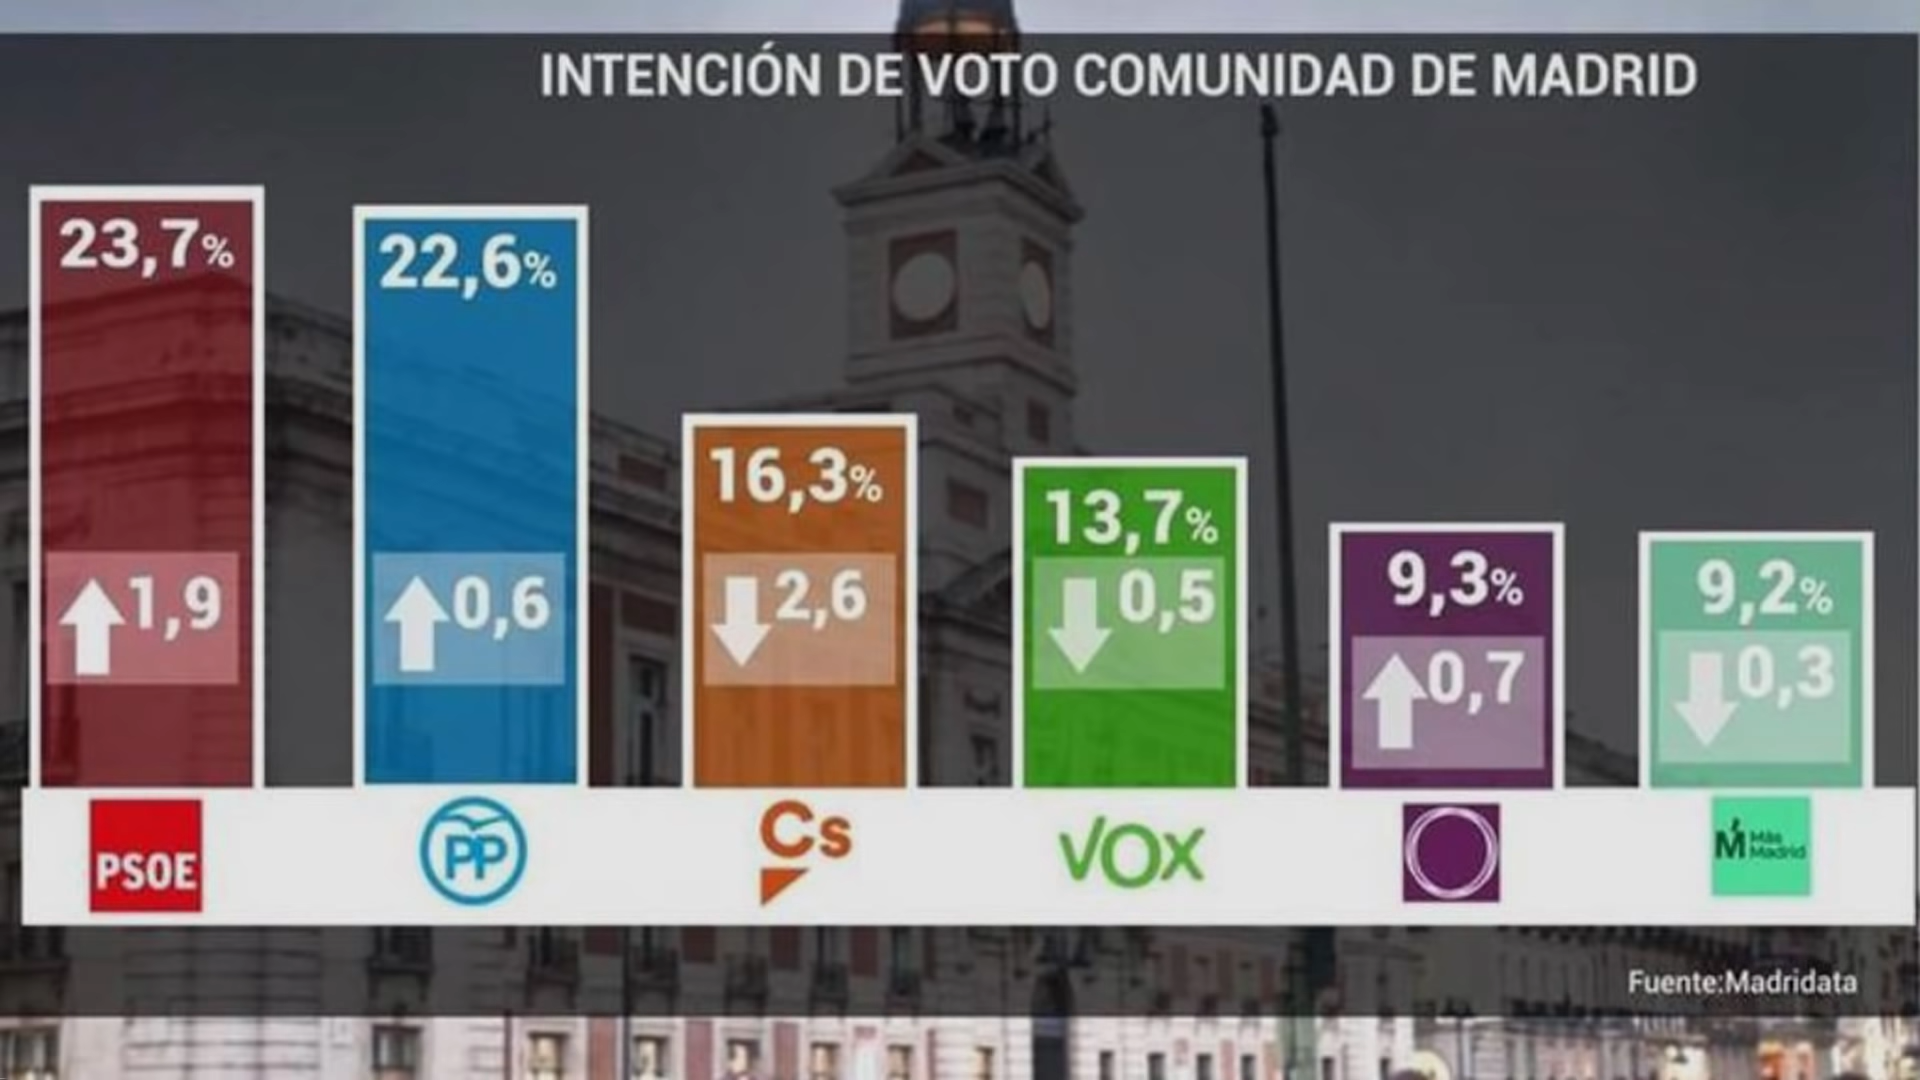 INTENCIÓN DE VOTO COMUNIDAD DE MADRID
23,7%
22,6%
16,3%
13,7%
9,3%
9,2%
1,9
0,6
2,6
0,5
0,7
0,3
PSOE
PP
Cs
VOX
M Más
Madrid
Fuente:Madridata